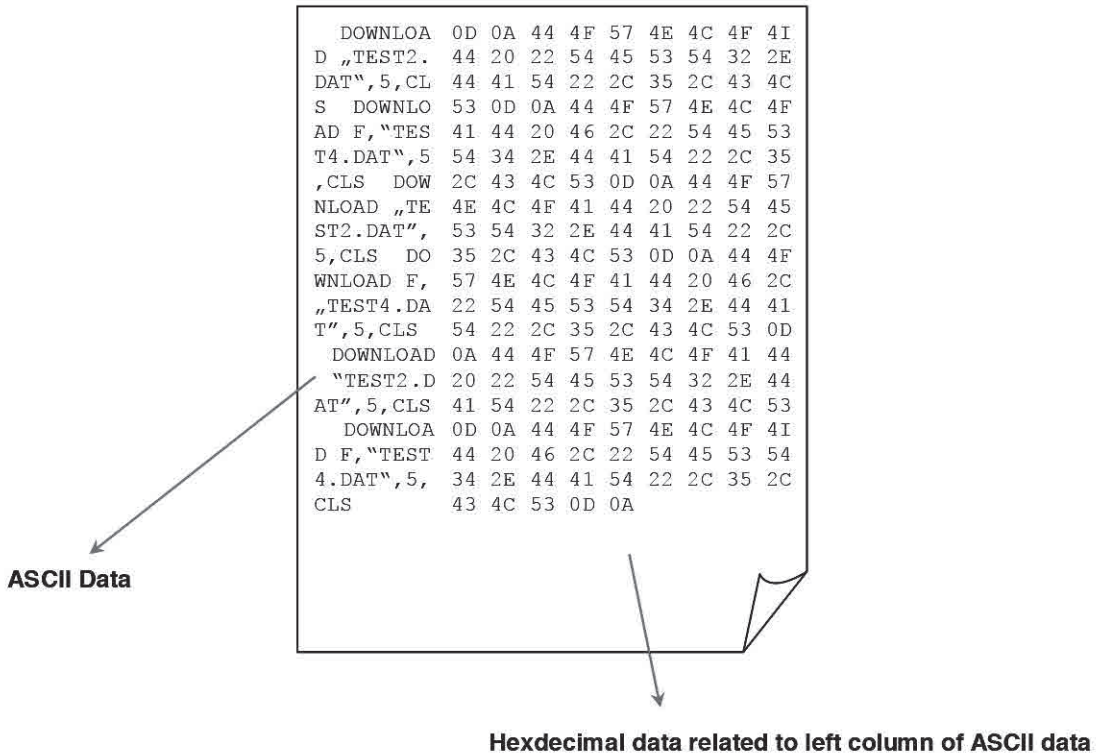 DOWNLOA 0D 0A 44 4F 57 4E 4C 4F 4I
D „TEST2. 44 20 22 54 45 53 54 32 2E
DAT‟,5,CL 44 41 54 22 2C 35 2C 43 4C
S DOWNLO 53 0D 0A 44 4F 57 4E 4C 4F
AD F,‟TES 41 44 20 46 2C 22 54 45 53
T4.DAT‟,5 54 34 2E 44 41 54 22 2C 35
,CLS DOW 2C 43 4C 53 0D 0A 44 4F 57
NLOAD „TE 4E 4C 4F 41 44 20 22 54 45
ST2.DAT”, 53 54 32 2E 44 41 54 22 2C
5,CLS DO 35 2C 43 4C 53 0D 0A 44 4F
WNLOAD F, 57 4E 4C 4F 41 44 20 46 2C
„TEST4.DA 22 54 45 53 54 34 2E 44 41
T”,5,CLS 54 22 2C 35 2C 43 4C 53 0D
DOWNLOAD 0A 44 4F 57 4E 4C 4F 41 44
‟TEST2.D 20 22 54 45 53 54 32 2E 44
AT”,5,CLS 41 54 22 2C 35 2C 43 4C 53
DOWNLOA 0D 0A 44 4F 57 4E 4C 4F 4I
D F,‟TEST 44 20 46 2C 22 54 45 53 54
4.DAT‟,5, 34 2E 44 41 54 22 2C 35 2C
CLS 43 4C 53 0D 0A
ASCII Data
Hexdecimal data related to left column of ASCII data